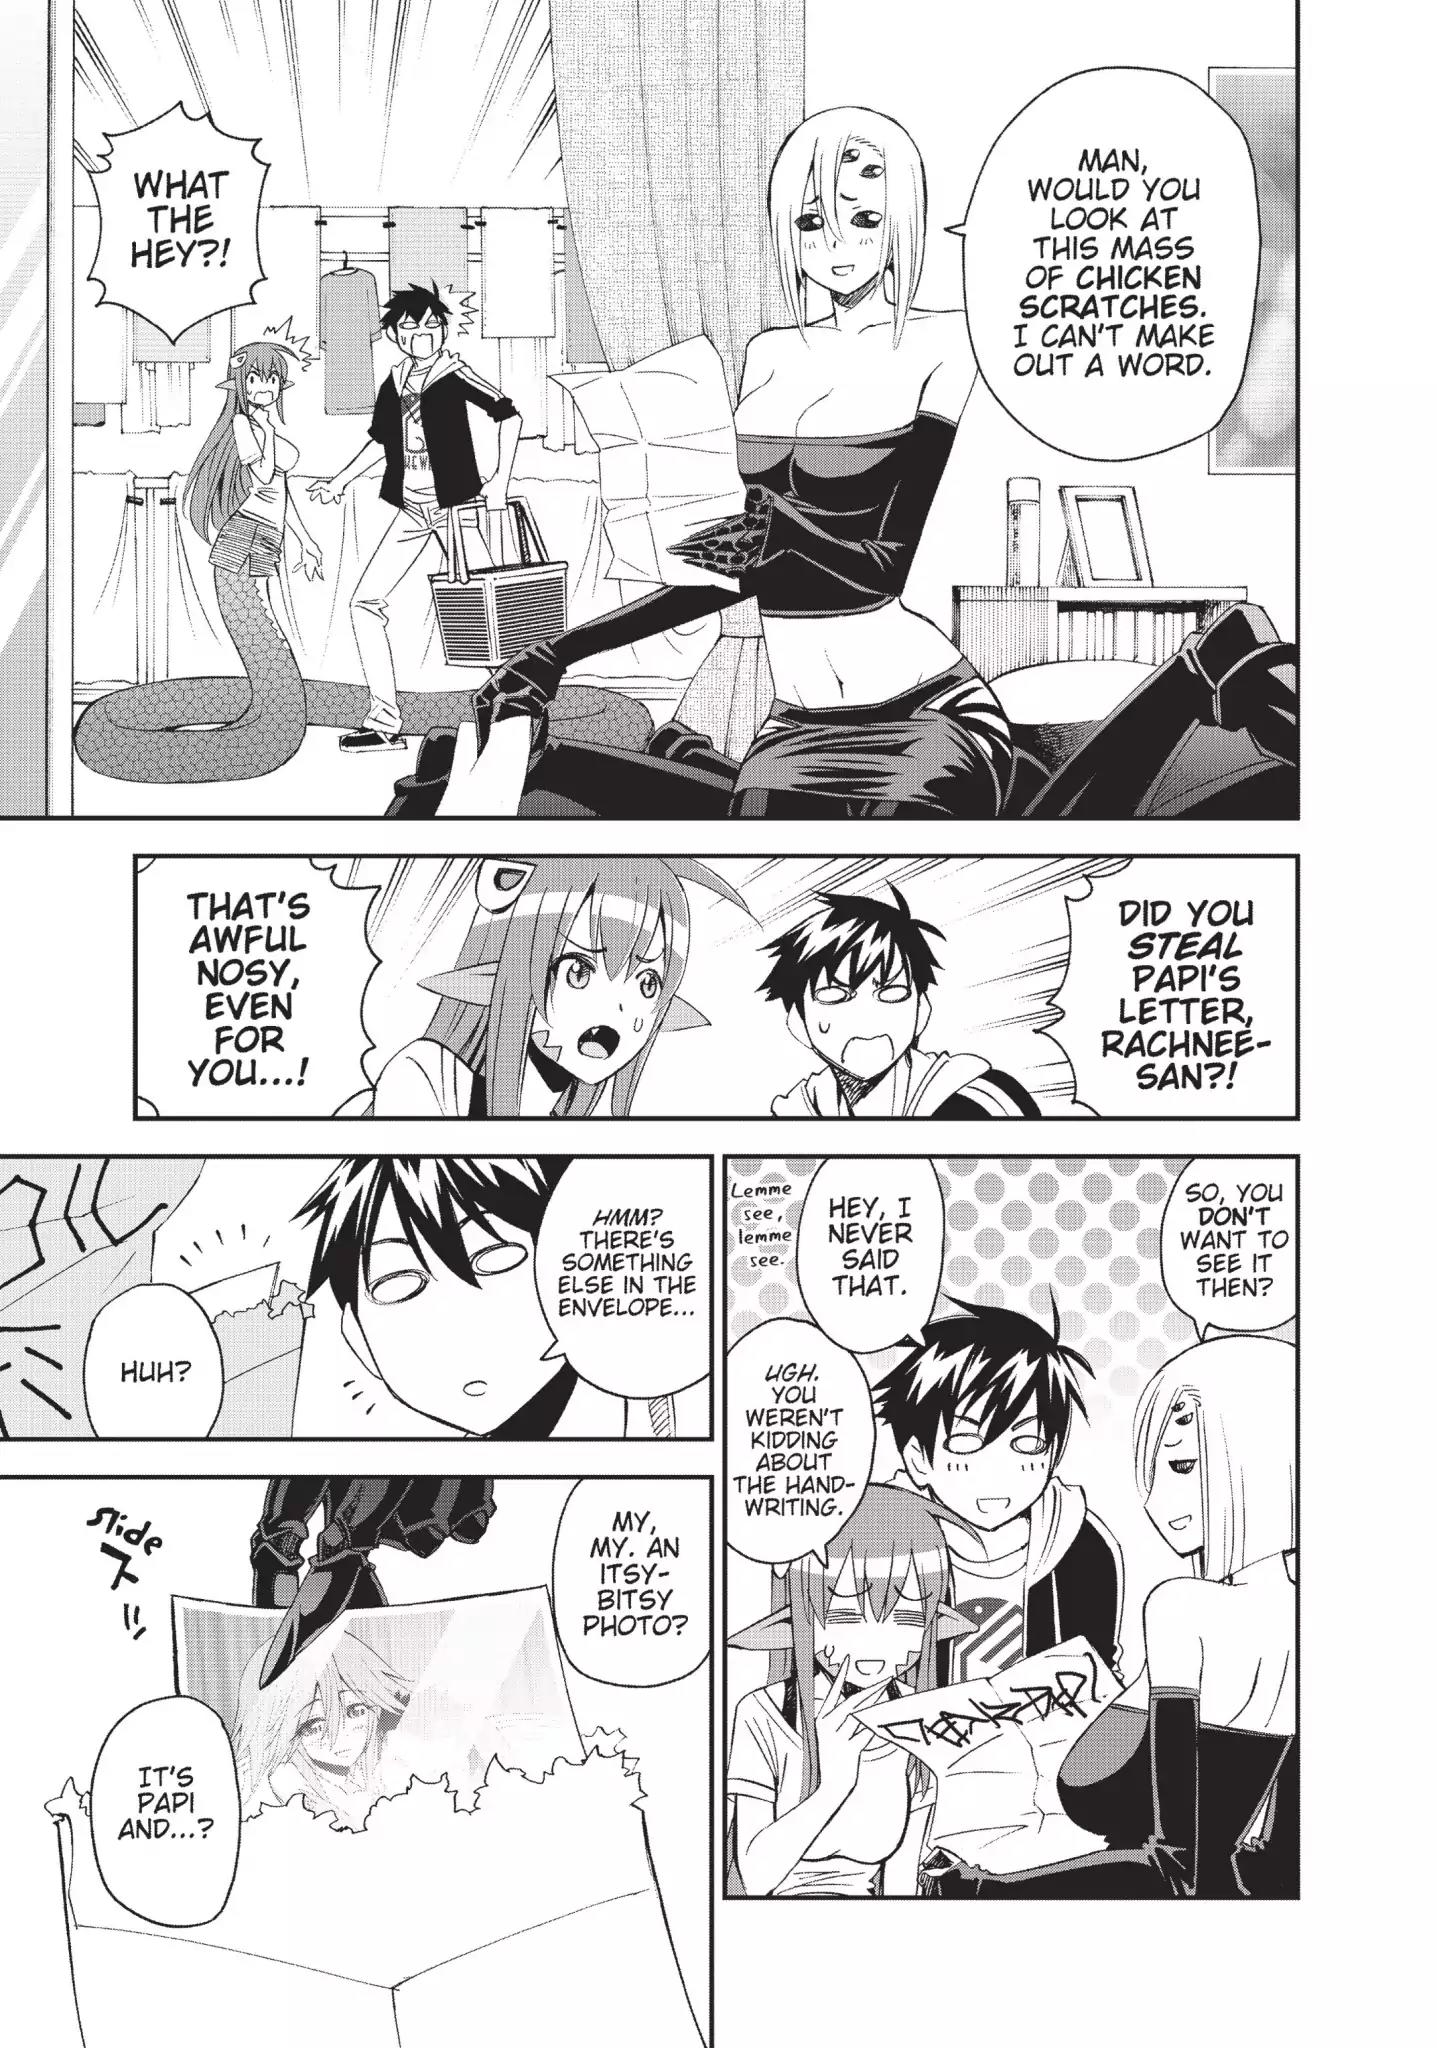 MAN,
WOULD YOU
LOOK AT
THIS MASS
OF CHICKEN
SCRATCHES.
I CAN'T MAKE
OUT A WORD.
WHAT
THE
HEY?!
DID YOU
STEAL
PAPI'S
LETTER,
RACHNEE-
SAN?!
THAT'S
AWFUL
NOSY,
EVEN
FOR
YOU...!
SO, YOU
DON'T
WANT TO
SEE IT
THEN?
HEY, I
NEVER
SAID
THAT.
Lemme
see,
lemme
see.
UGH.
YOU
WEREN'T
KIDDING
ABOUT
THE HAND-
WRITING.
HMM?
THERE'S
SOMETHING
ELSE IN THE
ENVELOPE...
HUH?
MY,
MY. AN
ITSY-
BITSY
PHOTO?
slide
ス
IT'S
PAPI
AND...?